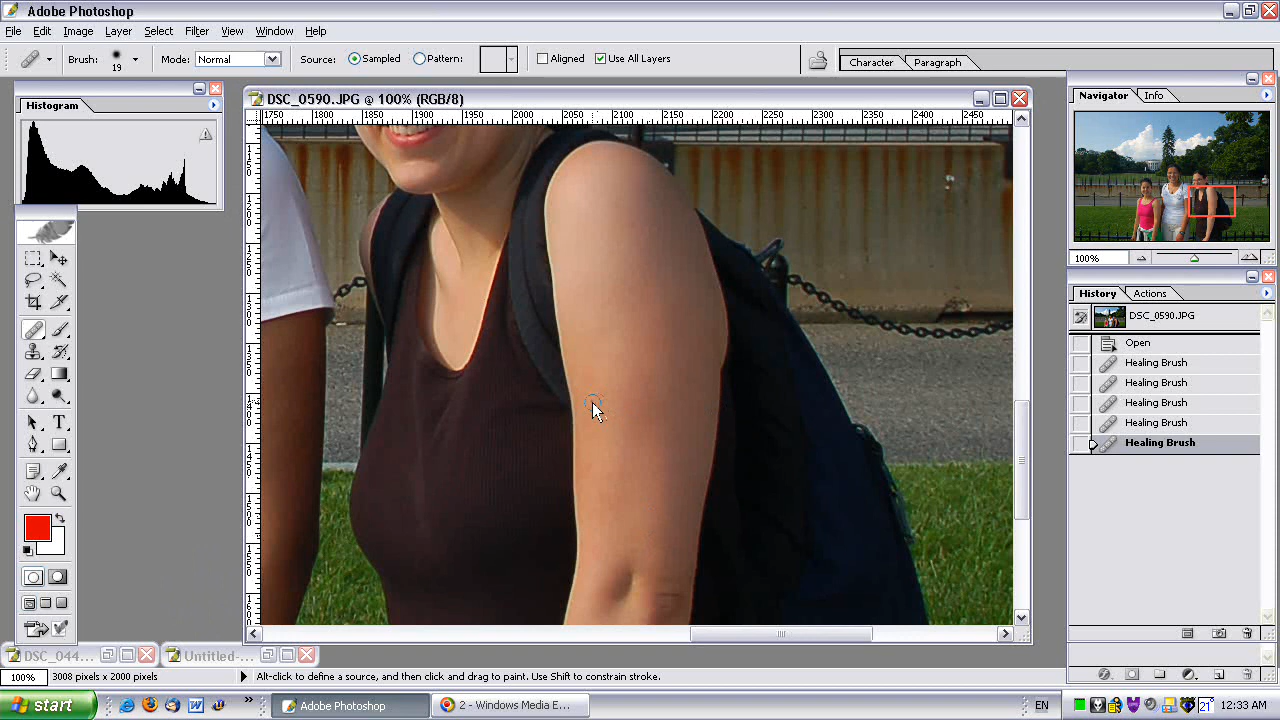 Adobe Photoshop
File Edit Image Layer Select Filter View Window Help
Brush: 19 Mode: Normal Source: Sampled Pattern: Aligned Use All Layers Character Paragraph
Histogram
DSC_0590.JPG @ 100% (RGB/8)
1750 1800 1850 1900 1950 2000 2050 2100 2150 2200 2250 2300 2350 2400 2450
Navigator Info
100%
History Actions
DSC_0590.JPG
Open
Healing Brush
Healing Brush
Healing Brush
Healing Brush
Healing Brush
DSC_044... Untitled-...
100% 3008 pixels x 2000 pixels Alt-click to define a source, and then click and drag to paint. Use Shift to constrain stroke.
start Adobe Photoshop 2 - Windows Media E... EN 21 12:33 AM